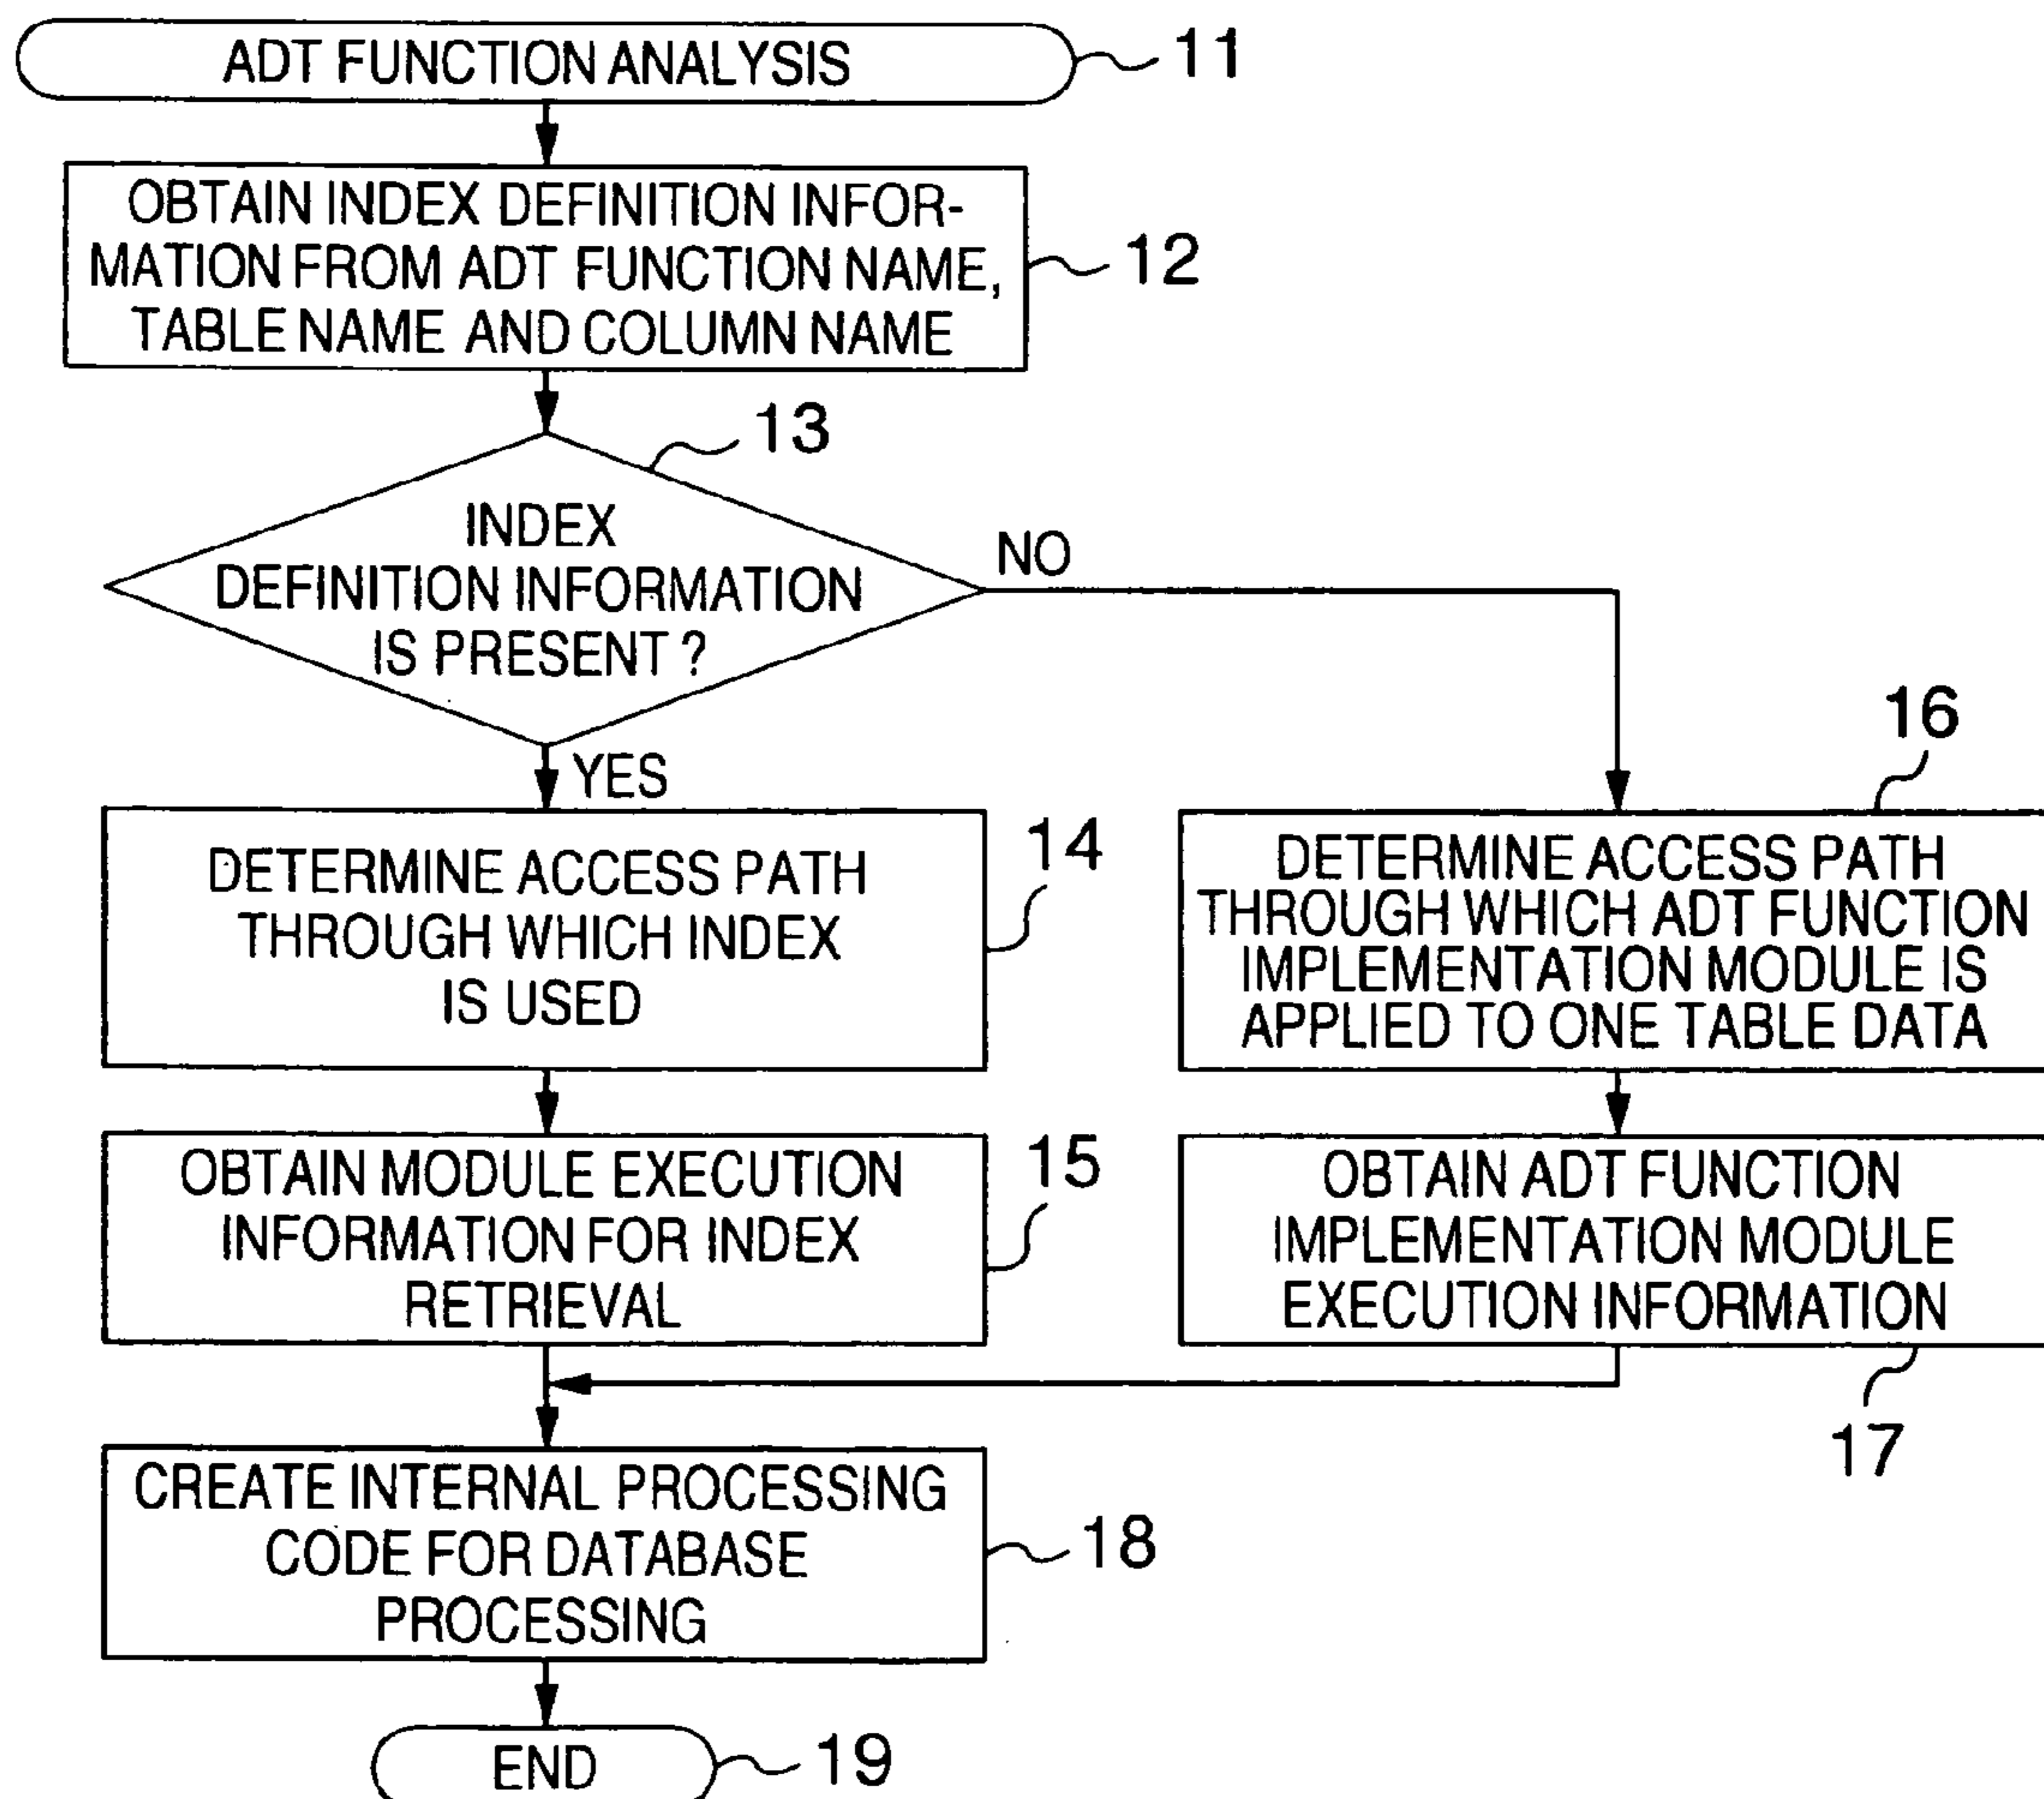 ADT FUNCTION ANALYSIS
11
OBTAIN INDEX DEFINITION INFOR-
MATION FROM ADT FUNCTION NAME,
TABLE NAME AND COLUMN NAME
12
13
INDEX
DEFINITION INFORMATION
IS PRESENT ?
NO
YES
14
DETERMINE ACCESS PATH
THROUGH WHICH INDEX
IS USED
16
DETERMINE ACCESS PATH
THROUGH WHICH ADT FUNCTION
IMPLEMENTATION MODULE IS
APPLIED TO ONE TABLE DATA
OBTAIN MODULE EXECUTION
INFORMATION FOR INDEX
RETRIEVAL
15
OBTAIN ADT FUNCTION
IMPLEMENTATION MODULE
EXECUTION INFORMATION
17
CREATE INTERNAL PROCESSING
CODE FOR DATABASE
PROCESSING
18
END
19